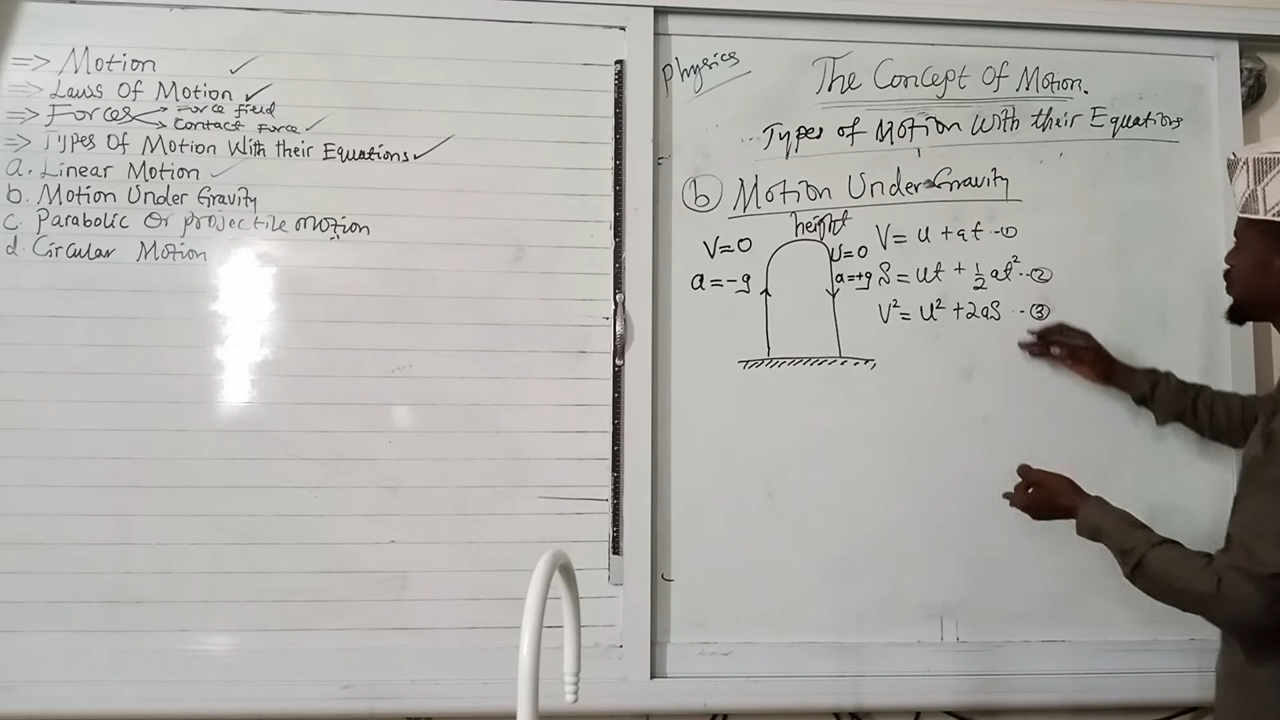 => Motion ✓
=> Laws Of Motion ✓
=> Forces → Force field
→ Contact Force ✓
=> Types Of Motion With their Equations ✓
a. Linear Motion ✓
b. Motion Under Gravity
c. Parabolic Or projectile motion
d. Circular Motion
Physics
The Concept Of Motion.
Types of Motion With their Equations
(b) Motion Under Gravity
height
V=0
a=-g
U=0
a=+g
V= u +at --①
S= ut + ½at² --②
V²= u² +2aS --③